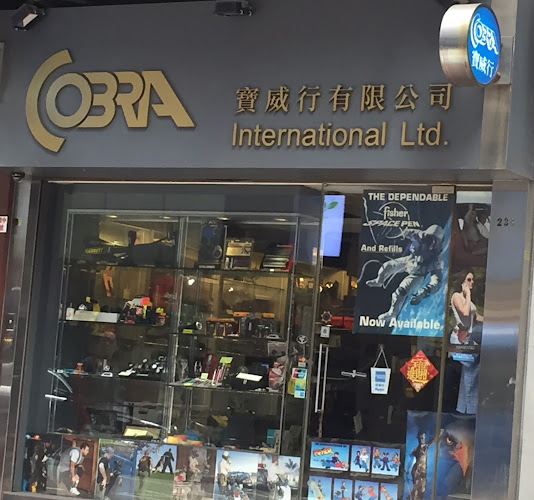 COBRA
寶威行有限公司
International Ltd.
COBRA
寶威行
THE DEPENDABLE
fisher
SPACE PEN
And Refills
Now Available
GARRETT